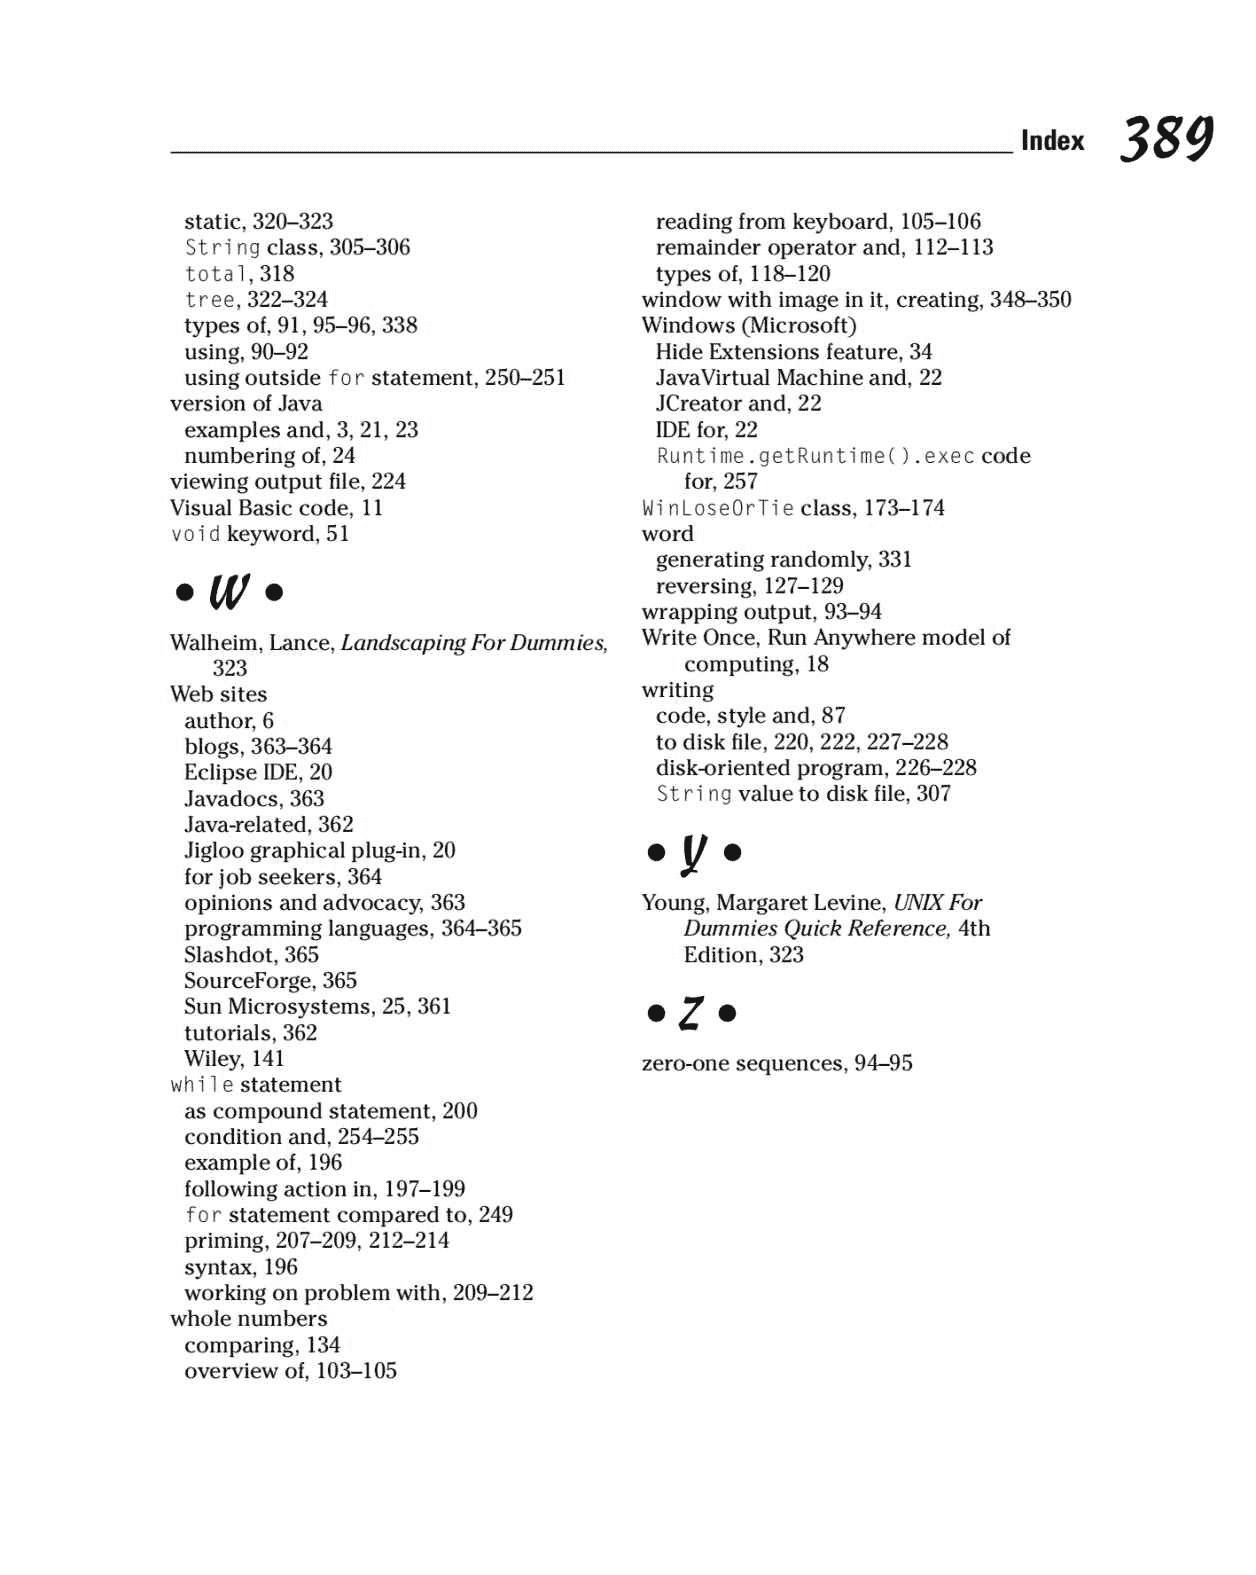 Index 389
static, 320–323
String class, 305–306
total, 318
tree, 322–324
types of, 91, 95–96, 338
using, 90–92
using outside for statement, 250–251
version of Java
examples and, 3, 21, 23
numbering of, 24
viewing output file, 224
Visual Basic code, 11
void keyword, 51
• W •
Walheim, Lance, Landscaping For Dummies,
323
Web sites
author, 6
blogs, 363–364
Eclipse IDE, 20
Javadocs, 363
Java-related, 362
Jigloo graphical plug-in, 20
for job seekers, 364
opinions and advocacy, 363
programming languages, 364–365
Slashdot, 365
SourceForge, 365
Sun Microsystems, 25, 361
tutorials, 362
Wiley, 141
while statement
as compound statement, 200
condition and, 254–255
example of, 196
following action in, 197–199
for statement compared to, 249
priming, 207–209, 212–214
syntax, 196
working on problem with, 209–212
whole numbers
comparing, 134
overview of, 103–105
reading from keyboard, 105–106
remainder operator and, 112–113
types of, 118–120
window with image in it, creating, 348–350
Windows (Microsoft)
Hide Extensions feature, 34
JavaVirtual Machine and, 22
JCreator and, 22
IDE for, 22
Runtime.getRuntime().exec code
for, 257
WinLoseOrTie class, 173–174
word
generating randomly, 331
reversing, 127–129
wrapping output, 93–94
Write Once, Run Anywhere model of
computing, 18
writing
code, style and, 87
to disk file, 220, 222, 227–228
disk-oriented program, 226–228
String value to disk file, 307
• Y •
Young, Margaret Levine, UNIX For
Dummies Quick Reference, 4th
Edition, 323
• Z •
zero-one sequences, 94–95